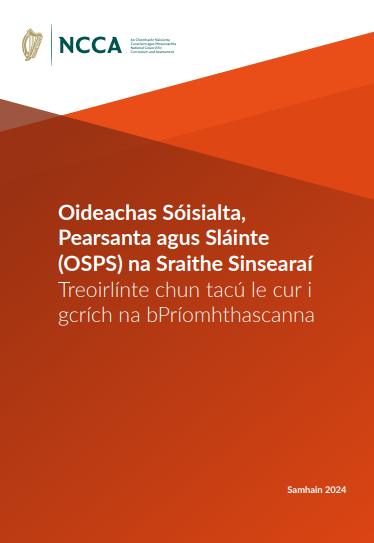 NCCA
An Chomhairle Náisiúnta
Curaclaim agus Measúnachta
National Council for
Curriculum and Assessment
Oideachas Sóisialta,
Pearsanta agus Sláinte
(OSPS) na Sraithe Sinsearaí
Treoirlínte chun tacú le cur i
gcrích na bPríomhthascanna
Samhain 2024